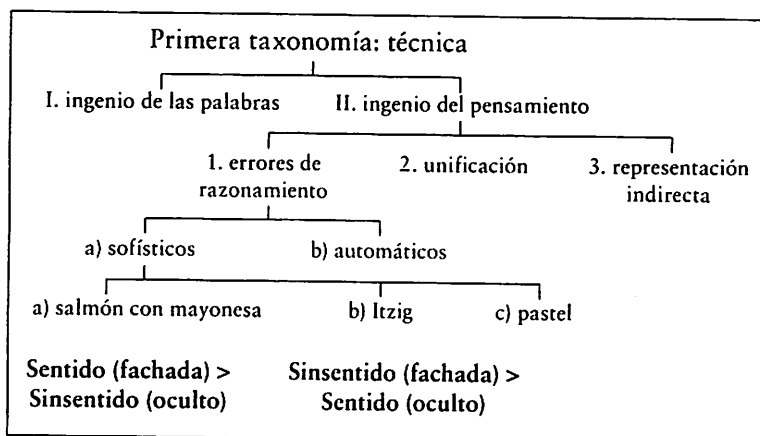 Primera taxonomía: técnica
I. ingenio de las palabras II. ingenio del pensamiento
1. errores de razonamiento 2. unificación 3. representación indirecta
a) sofísticos b) automáticos
a) salmón con mayonesa b) Itzig c) pastel
Sentido (fachada) > Sinsentido (fachada) >
Sinsentido (oculto) Sentido (oculto)